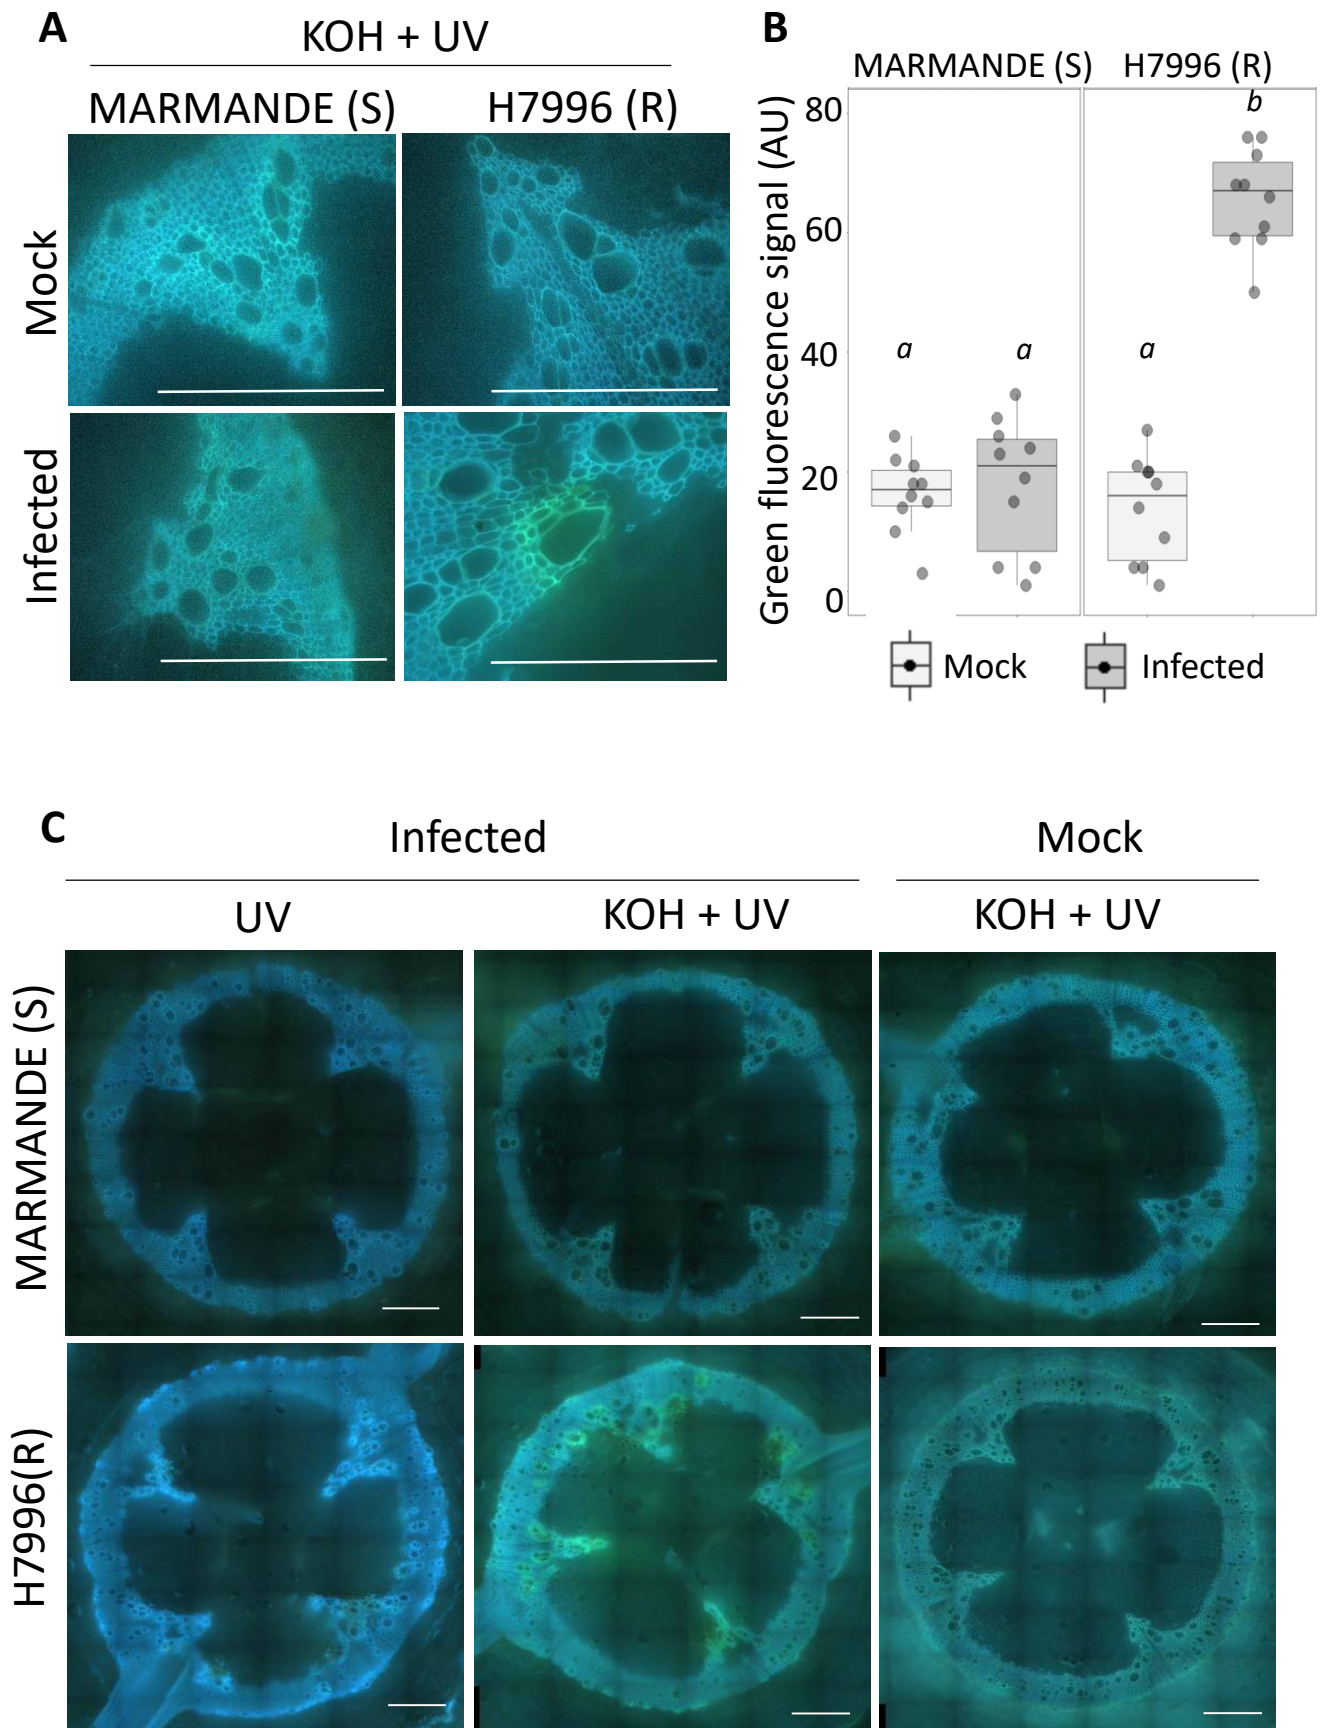 A
KOH + UV
MARMANDE (S) H7996 (R)
Mock
Infected
B
MARMANDE (S) H7996 (R)
Green fluorescence signal (AU)
80
60
40
20
0
a
a
a
b
Mock Infected
C
Infected Mock
UV KOH + UV KOH + UV
MARMANDE (S)
H7996(R)